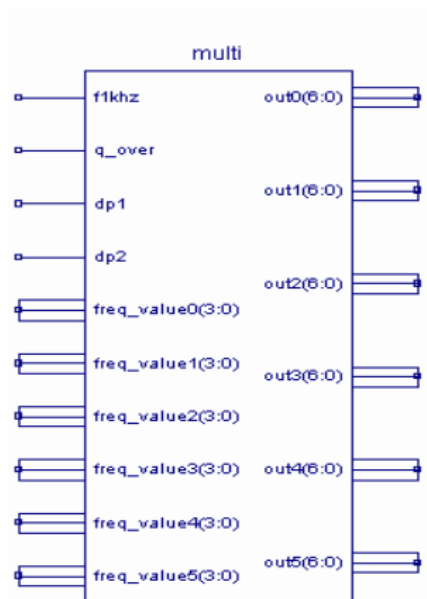 multi
f1khz
out0(6:0)
q_over
out1(6:0)
dp1
dp2
out2(6:0)
freq_value0(3:0)
freq_value1(3:0)
out3(6:0)
freq_value2(3:0)
freq_value3(3:0)
out4(6:0)
freq_value4(3:0)
out5(6:0)
freq_value5(3:0)